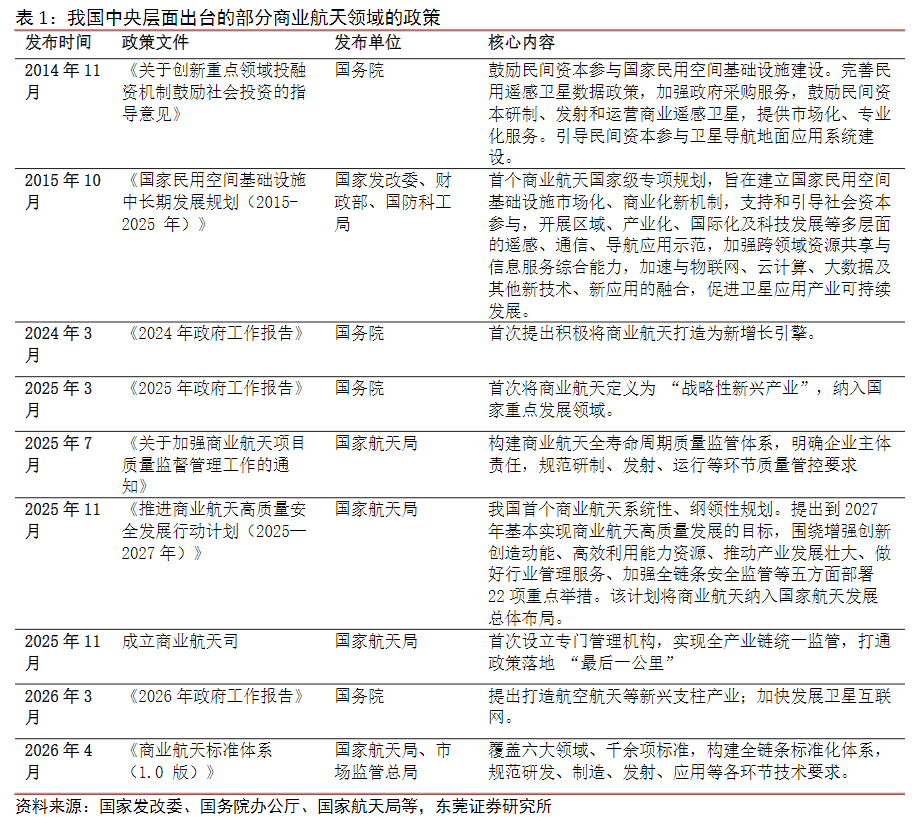 表 1：我国中央层面出台的部分商业航天领域的政策
发布时间 政策文件 发布单位 核心内容
2014 年 11 《关于创新重点领域投融 国务院 鼓励民间资本参与国家民用空间基础设施建设。完善民
月 资机制鼓励社会投资的指 用遥感卫星数据政策，加强政府采购服务，鼓励民间资
导意见》 本研制、发射和运营商业遥感卫星，提供市场化、专业
化服务。引导民间资本参与卫星导航地面应用系统建
设。
2015 年 10 《国家民用空间基础设施 国家发改委、财 首个商业航天国家级专项规划，旨在建立国家民用空间
月 中长期发展规划（2015- 政部、国防科工 基础设施市场化、商业化新机制，支持和引导社会资本
2025 年）》 局 参与，开展区域、产业化、国际化及科技发展等多层面
的遥感、通信、导航应用示范，加强跨领域资源共享与
信息服务综合能力，加速与物联网、云计算、大数据及
其他新技术、新应用的融合，促进卫星应用产业可持续
发展。
2024 年 3 《2024 年政府工作报告》 国务院 首次提出积极将商业航天打造为新增长引擎。
月
2025 年 3 《2025 年政府工作报告》 国务院 首次将商业航天定义为 “战略性新兴产业”，纳入国
月 家重点发展领域。
2025 年 7 《关于加强商业航天项目 国家航天局 构建商业航天全寿命周期质量监管体系，明确企业主体
月 质量监督管理工作的通 责任，规范研制、发射、运行等环节质量管控要求
知》
2025 年 11 《推进商业航天高质量安 国家航天局 我国首个商业航天系统性、纲领性规划。提出到 2027
月 全发展行动计划（2025— 年基本实现商业航天高质量发展的目标，围绕增强创新
2027 年）》 创造动能、高效利用能力资源、推动产业发展壮大、做
好行业管理服务、加强全链条安全监管等五方面部署
22 项重点举措。该计划将商业航天纳入国家航天发展
总体布局。
2025 年 11 成立商业航天司 国家航天局 首次设立专门管理机构，实现全产业链统一监管，打通
月 政策落地 “最后一公里”
2026 年 3 《2026 年政府工作报告》 国务院 提出打造航空航天等新兴支柱产业；加快发展卫星互联
月 网。
2026 年 4 《商业航天标准体系 国家航天局、市 覆盖六大领域、千余项标准，构建全链条标准化体系，
月 （1.0 版）》 场监管总局 规范研发、制造、发射、应用等各环节技术要求。
资料来源：国家发改委、国务院办公厅、国家航天局等，东莞证券研究所